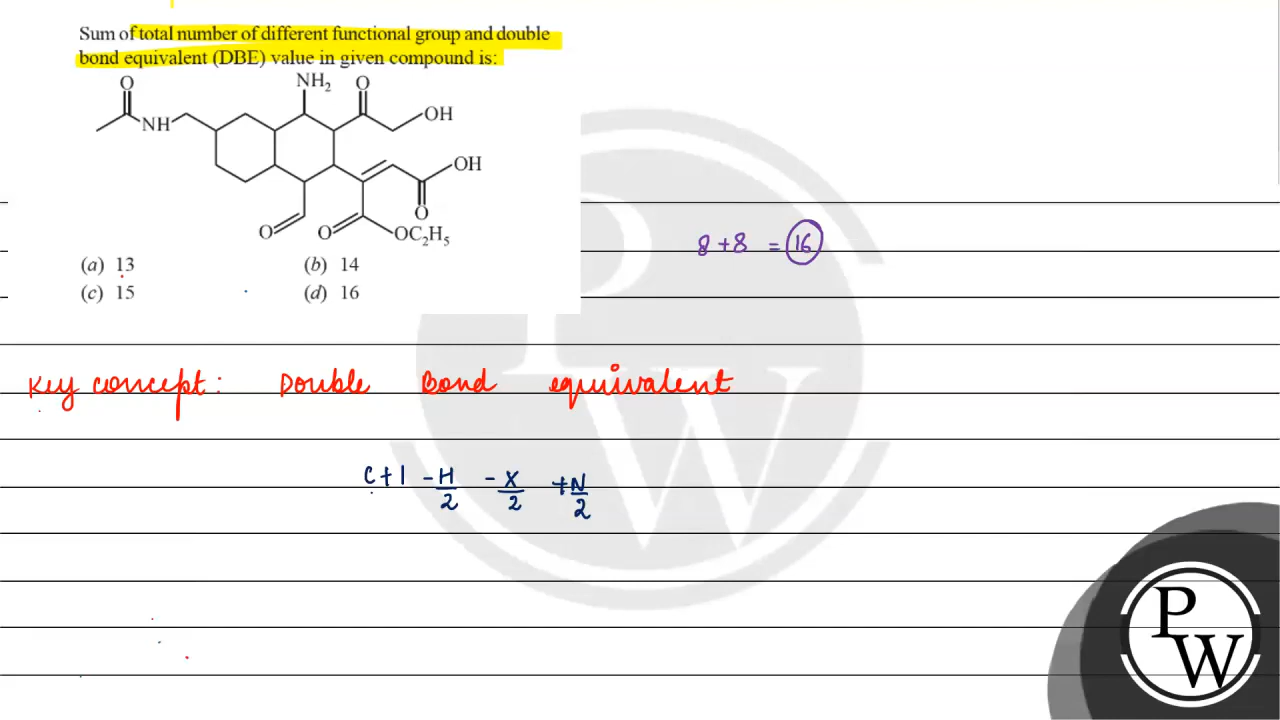 Sum of total number of different functional group and double
bond equivalent (DBE) value in given compound is:
NH2 O
O
NH
OH
OH
O
O O
OC2H5
(a) 13 (b) 14
(c) 15 (d) 16
8 + 8 = 16
Key concept: Double Bond equivalent
C + 1 - H/2 - X/2 + N/2
P
W
P
W